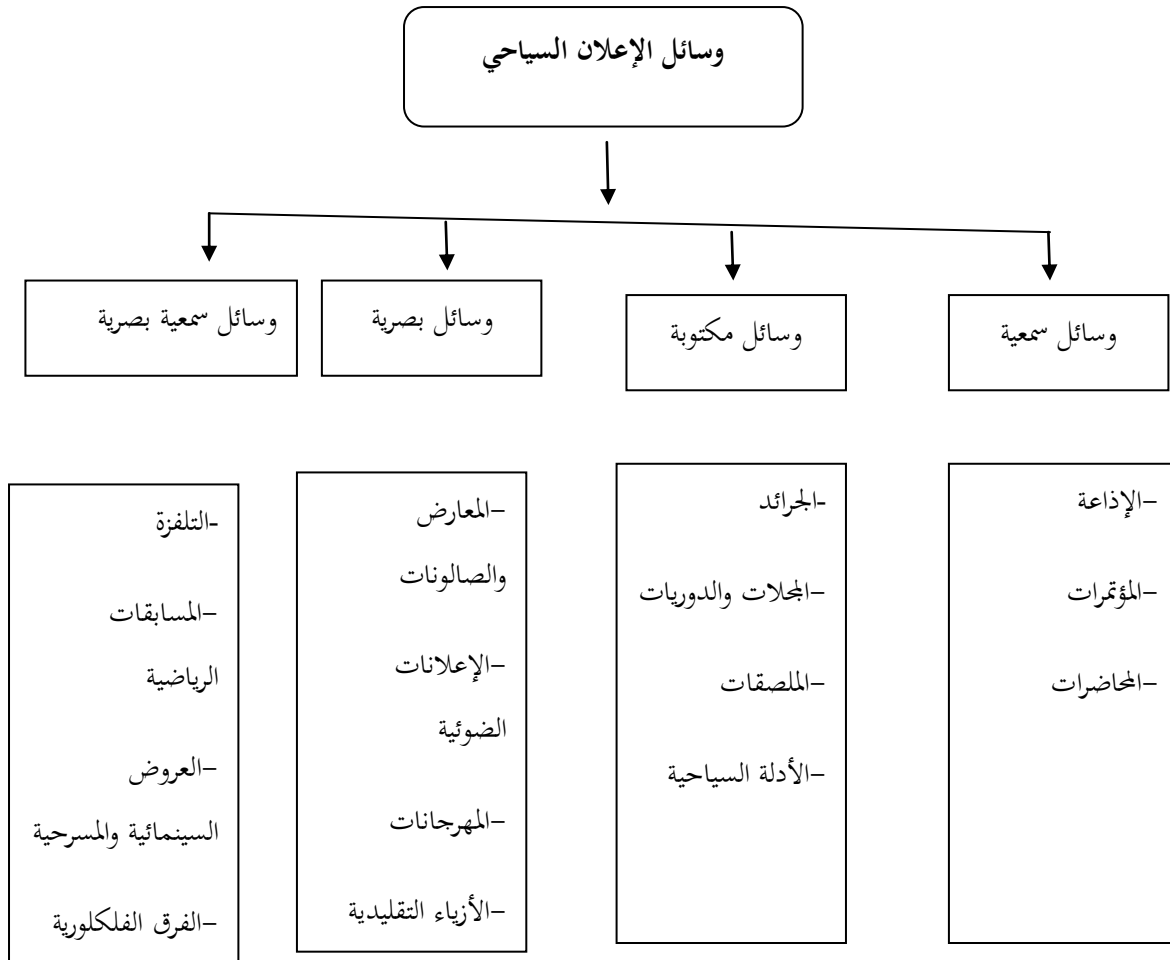 وسائل الإعلان السياحي
وسائل سمعية
وسائل مكتوبة
وسائل بصرية
وسائل سمعية بصرية
–الإذاعة
–المؤتمرات
–المحاضرات
-الجرائد
–المجلات والدوريات
–الملصقات
–الأدلة السياحية
–المعارض
والصالونات
–الإعلانات
الضوئية
–المهرجانات
–الأزياء التقليدية
-التلفزة
–المسابقات
الرياضية
–العروض
السينمائية والمسرحية
–الفرق الفلكلورية